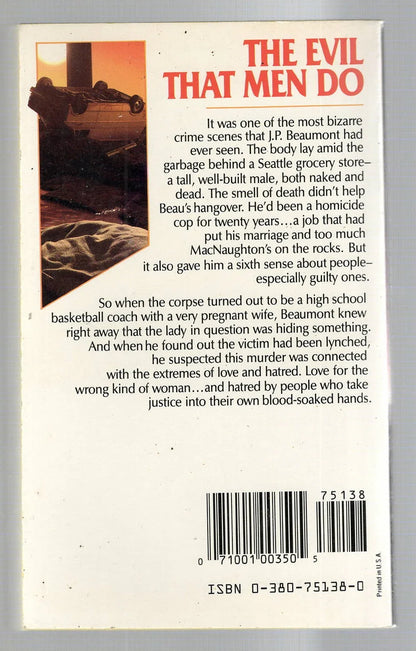 THE EVIL
THAT MEN DO
It was one of the most bizarre
crime scenes that J.P. Beaumont had
ever seen. The body lay amid the
garbage behind a Seattle grocery store–
a tall, well-built male, both naked and
dead. The smell of death didn't help
Beau's hangover. He'd been a homicide
cop for twenty years...a job that had
put his marriage and too much
MacNaughton's on the rocks. But
it also gave him a sixth sense about people–
especially guilty ones.
So when the corpse turned out to be a high school
basketball coach with a very pregnant wife, Beaumont knew
right away that the lady in question was hiding something.
And when he found out the victim had been lynched,
he suspected this murder was connected
with the extremes of love and hatred. Love for the
wrong kind of woman...and hatred by people who take
justice into their own blood-soaked hands.
75138
0 71001 00350 5
ISBN 0-380-75138-0
Printed in U.S.A.